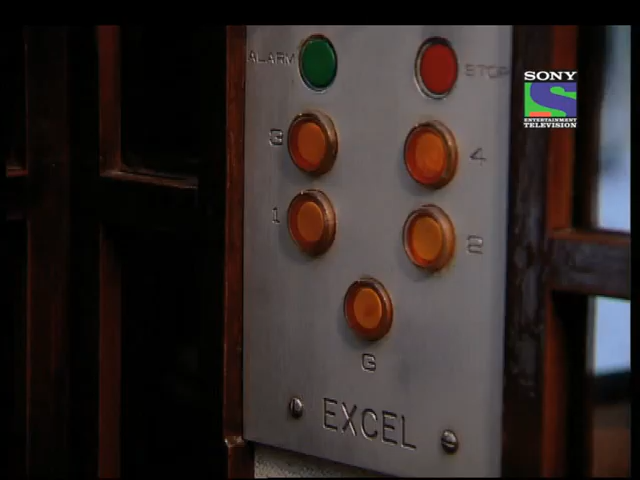 ALARM STOP
SONY
ENTERTAINMENT
TELEVISION
3 4
1 2
G
EXCEL